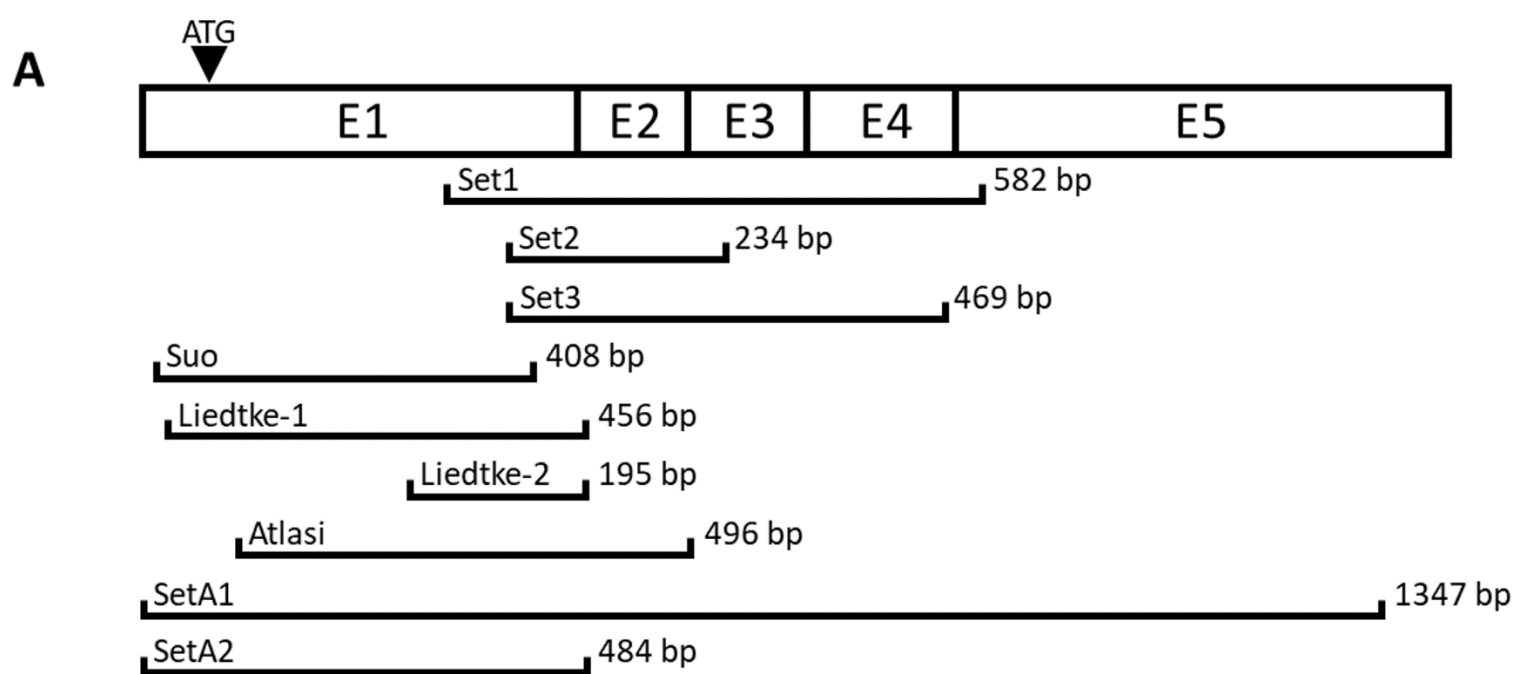 A
ATG
E1 E2 E3 E4 E5
Set1 582 bp
Set2 234 bp
Set3 469 bp
Suo 408 bp
Liedtke-1 456 bp
Liedtke-2 195 bp
Atlasi 496 bp
SetA1 1347 bp
SetA2 484 bp